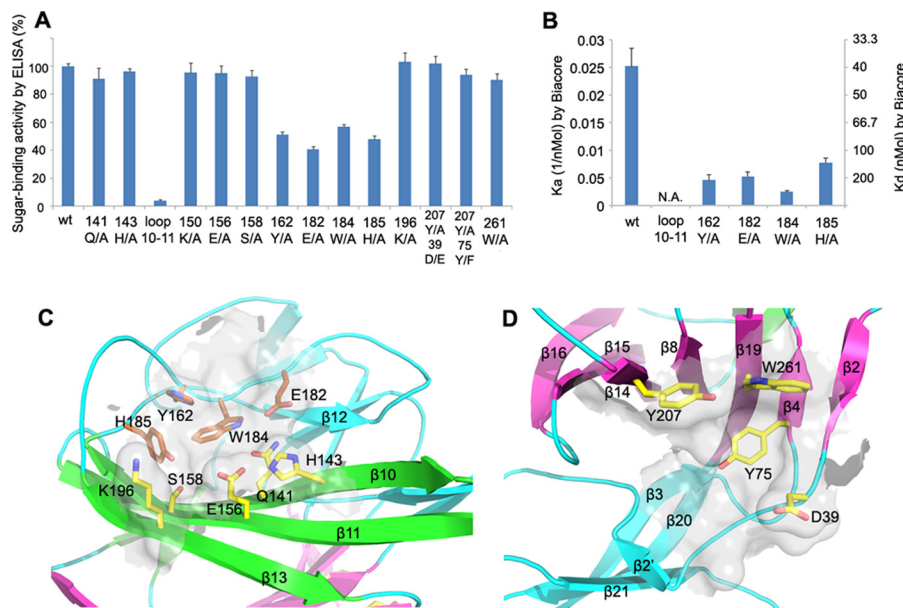 A
Sugar-binding activity by ELISA (%)
100
80
60
40
20
0
wt 141 143 loop 150 156 158 162 182 184 185 196 207 207 261
Q/A H/A 10-11 K/A E/A S/A Y/A E/A W/A H/A K/A Y/A Y/A W/A
39 75
D/E Y/F
B
Ka (1/nMol) by Biacore
0.03
0.025
0.02
0.015
0.01
0.05
0
Kd (nMol) by Biacore
33.3
40
50
66.7
100
200
N.A.
wt loop 162 182 184 185
10-11 Y/A E/A W/A H/A
C
Y162
E182
H185
β12
W184
H143
K196
S158
β10
E156
Q141
β11
β13
D
β16
β15
β8
β19
W261
β2
β14
Y207
β4
Y75
β3
β20
D39
β2'
β21